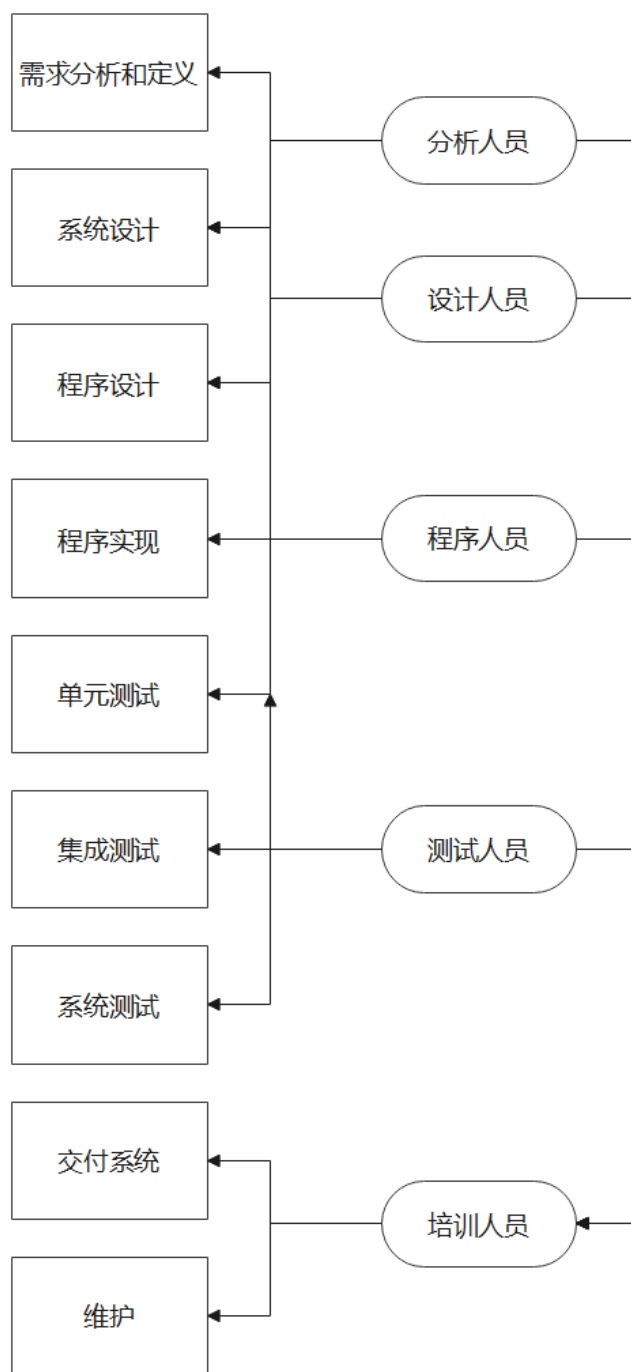 需求分析和定义
分析人员
系统设计
设计人员
程序设计
程序实现
程序人员
单元测试
集成测试
测试人员
系统测试
交付系统
培训人员
维护